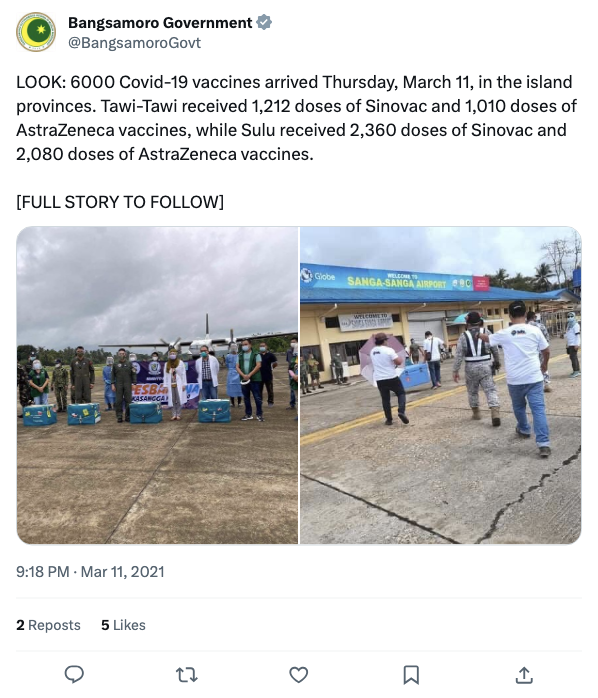 Bangsamoro Government
@BangsamoroGovt
LOOK: 6000 Covid-19 vaccines arrived Thursday, March 11, in the island
provinces. Tawi-Tawi received 1,212 doses of Sinovac and 1,010 doses of
AstraZeneca vaccines, while Sulu received 2,360 doses of Sinovac and
2,080 doses of AstraZeneca vaccines.
[FULL STORY TO FOLLOW]
Globe
WELCOME TO
SANGA-SANGA AIRPORT
WELCOME TO
KASANGGA
9:18 PM · Mar 11, 2021
2 Reposts 5 Likes